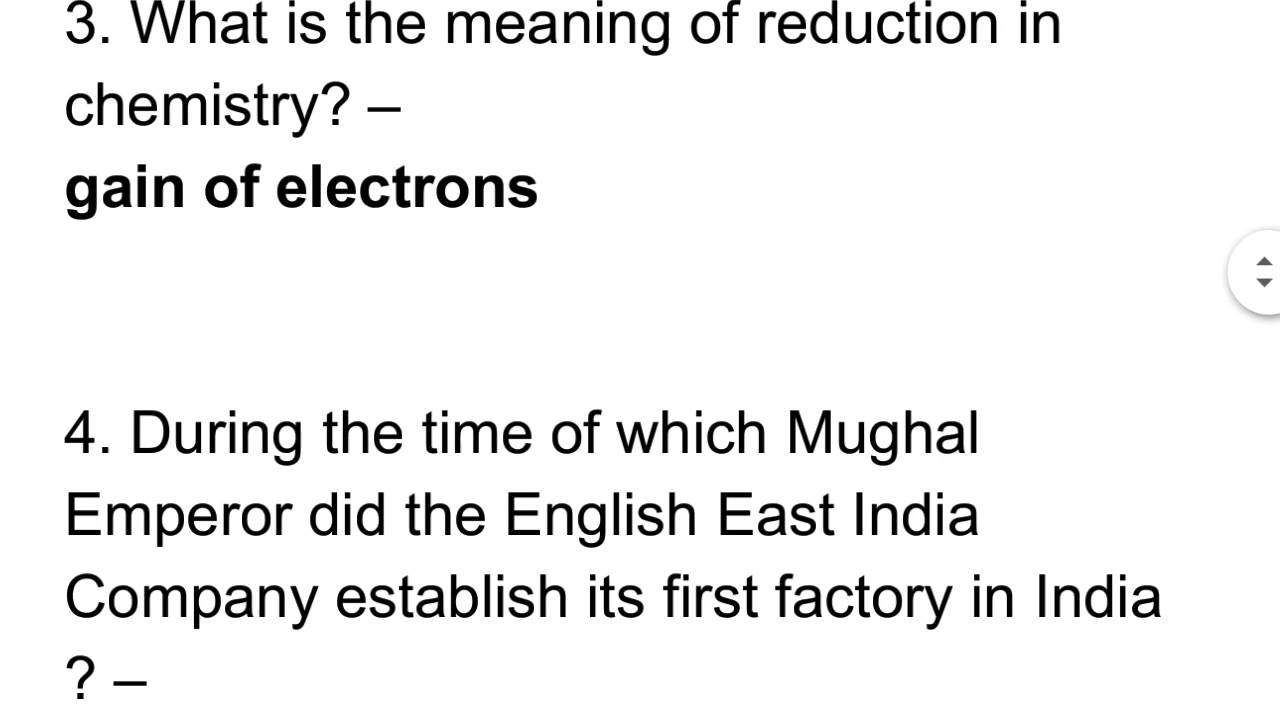 3. What is the meaning of reduction in
chemistry? –
gain of electrons
4. During the time of which Mughal
Emperor did the English East India
Company establish its first factory in India
? –